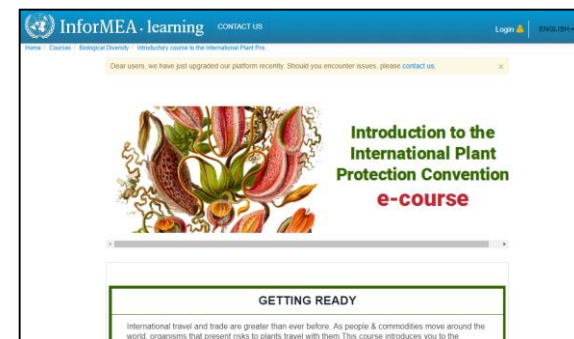 InforMEA · learning CONTACT US Login ENGLISH
Home / Courses / Biological Diversity / Introductory course to the International Plant Pro...
Dear users, we have just upgraded our platform recently. Should you encounter issues, please contact us. ×
Introduction to the
International Plant
Protection Convention
e-course
GETTING READY
International travel and trade are greater than ever before. As people & commodities move around the
world, organisms that present risks to plants travel with them.This course introduces you to the